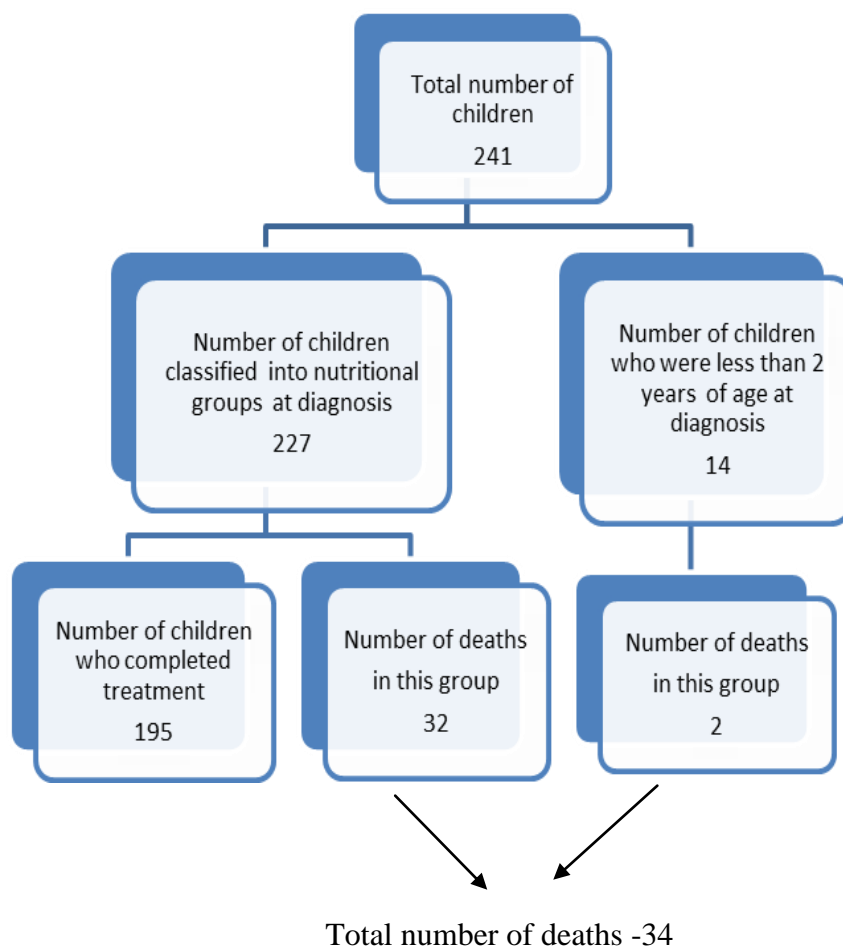 Total number of
children
241
Number of children
classified into nutritional
groups at diagnosis
227
Number of children
who were less than 2
years of age at
diagnosis
14
Number of children
who completed
treatment
195
Number of deaths
in this group
32
Number of deaths
in this group
2
Total number of deaths -34